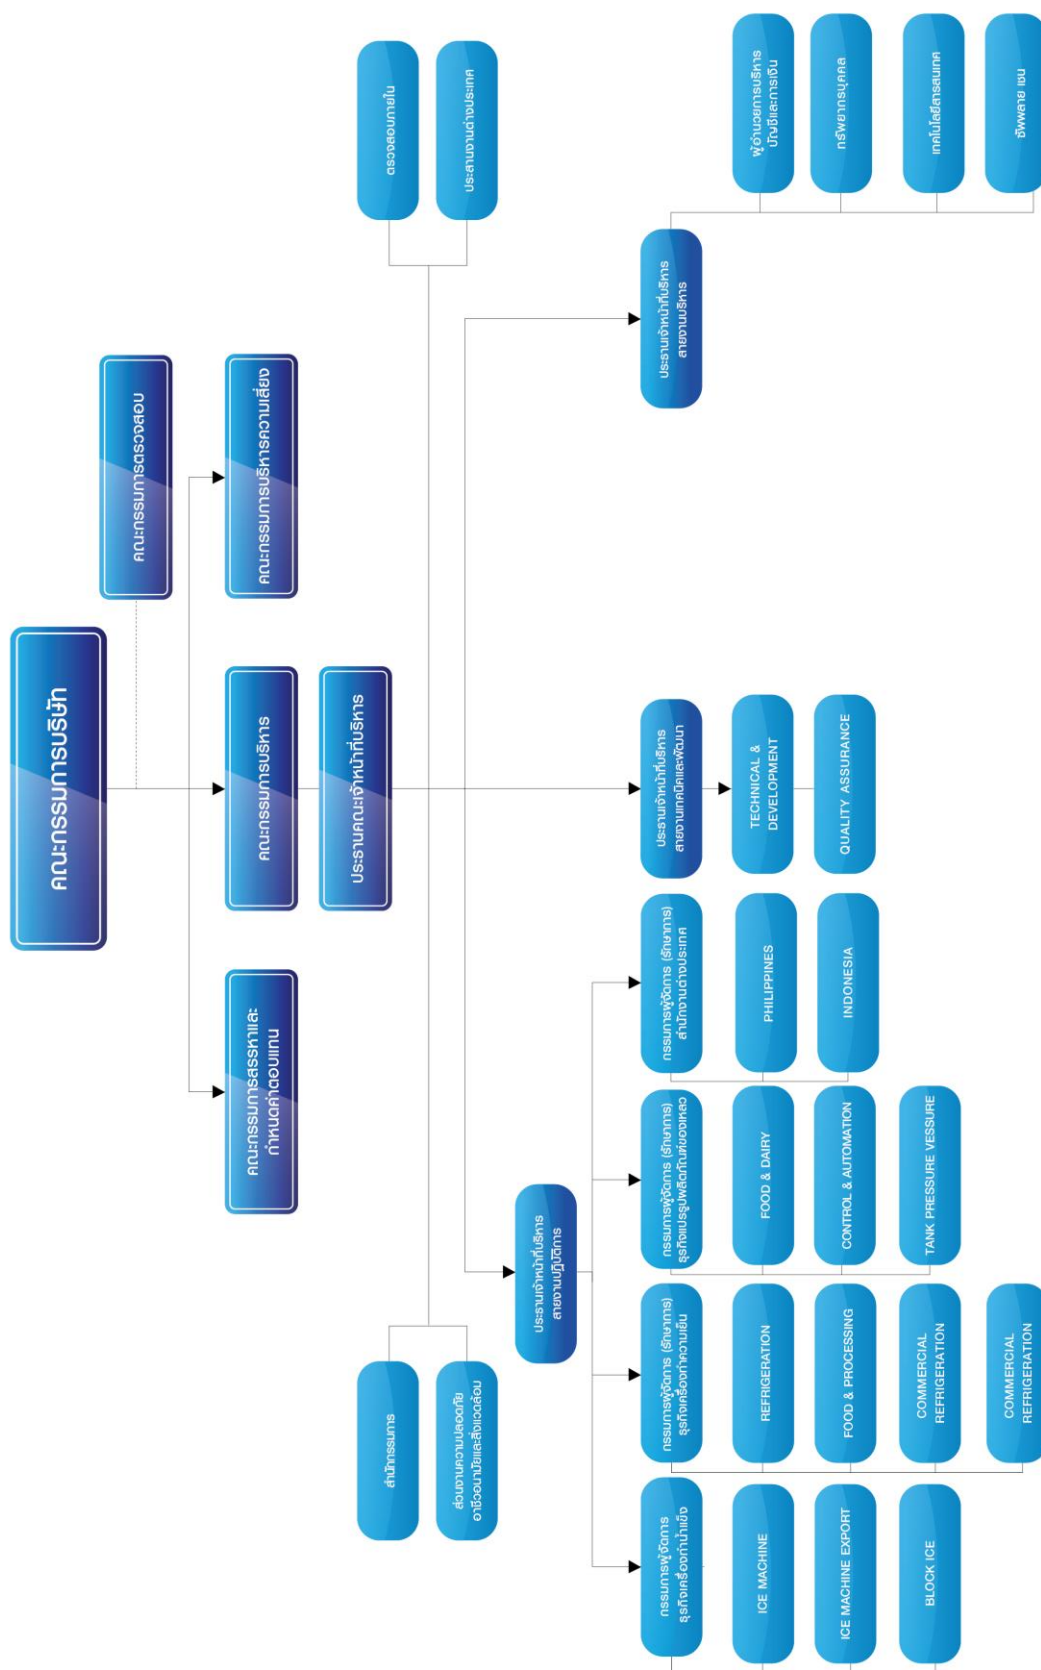 คณะกรรมการบริษัท
คณะกรรมการตรวจสอบ
คณะกรรมการสรรหาและ
กำหนดค่าตอบแทน
คณะกรรมการบริหาร
คณะกรรมการบริหารความเสี่ยง
ประธานคณะเจ้าหน้าที่บริหาร
สำนักกรรมการ
ตรวจสอบภายใน
ส่วนงานความปลอดภัย
อาชีวอนามัยและสิ่งแวดล้อม
ประสานงานต่างประเทศ
ประธานเจ้าหน้าที่บริหาร
สายงานปฏิบัติการ
กรรมการผู้จัดการ
ธุรกิจเครื่องทำน้ำแข็ง
กรรมการผู้จัดการ (รักษาการ)
ธุรกิจเครื่องทำความเย็น
กรรมการผู้จัดการ (รักษาการ)
ธุรกิจแปรรูปผลิตภัณฑ์ของเหลว
กรรมการผู้จัดการ (รักษาการ)
สำนักงานต่างประเทศ
ประธานเจ้าหน้าที่บริหาร
สายงานเทคนิคและพัฒนา
ประธานเจ้าหน้าที่บริหาร
สายงานบริหาร
ICE MACHINE
REFRIGERATION
FOOD & DAIRY
PHILIPPINES
TECHNICAL &
DEVELOPMENT
ผู้อำนวยการบริหาร
บัญชีและการเงิน
ICE MACHINE EXPORT
FOOD & PROCESSING
CONTROL & AUTOMATION
INDONESIA
QUALITY ASSURANCE
ทรัพยากรบุคคล
BLOCK ICE
COMMERCIAL
REFRIGERATION
TANK PRESSURE VESSURE
เทคโนโลยีสารสนเทศ
COMMERCIAL
REFRIGERATION
ซัพพลาย เชน